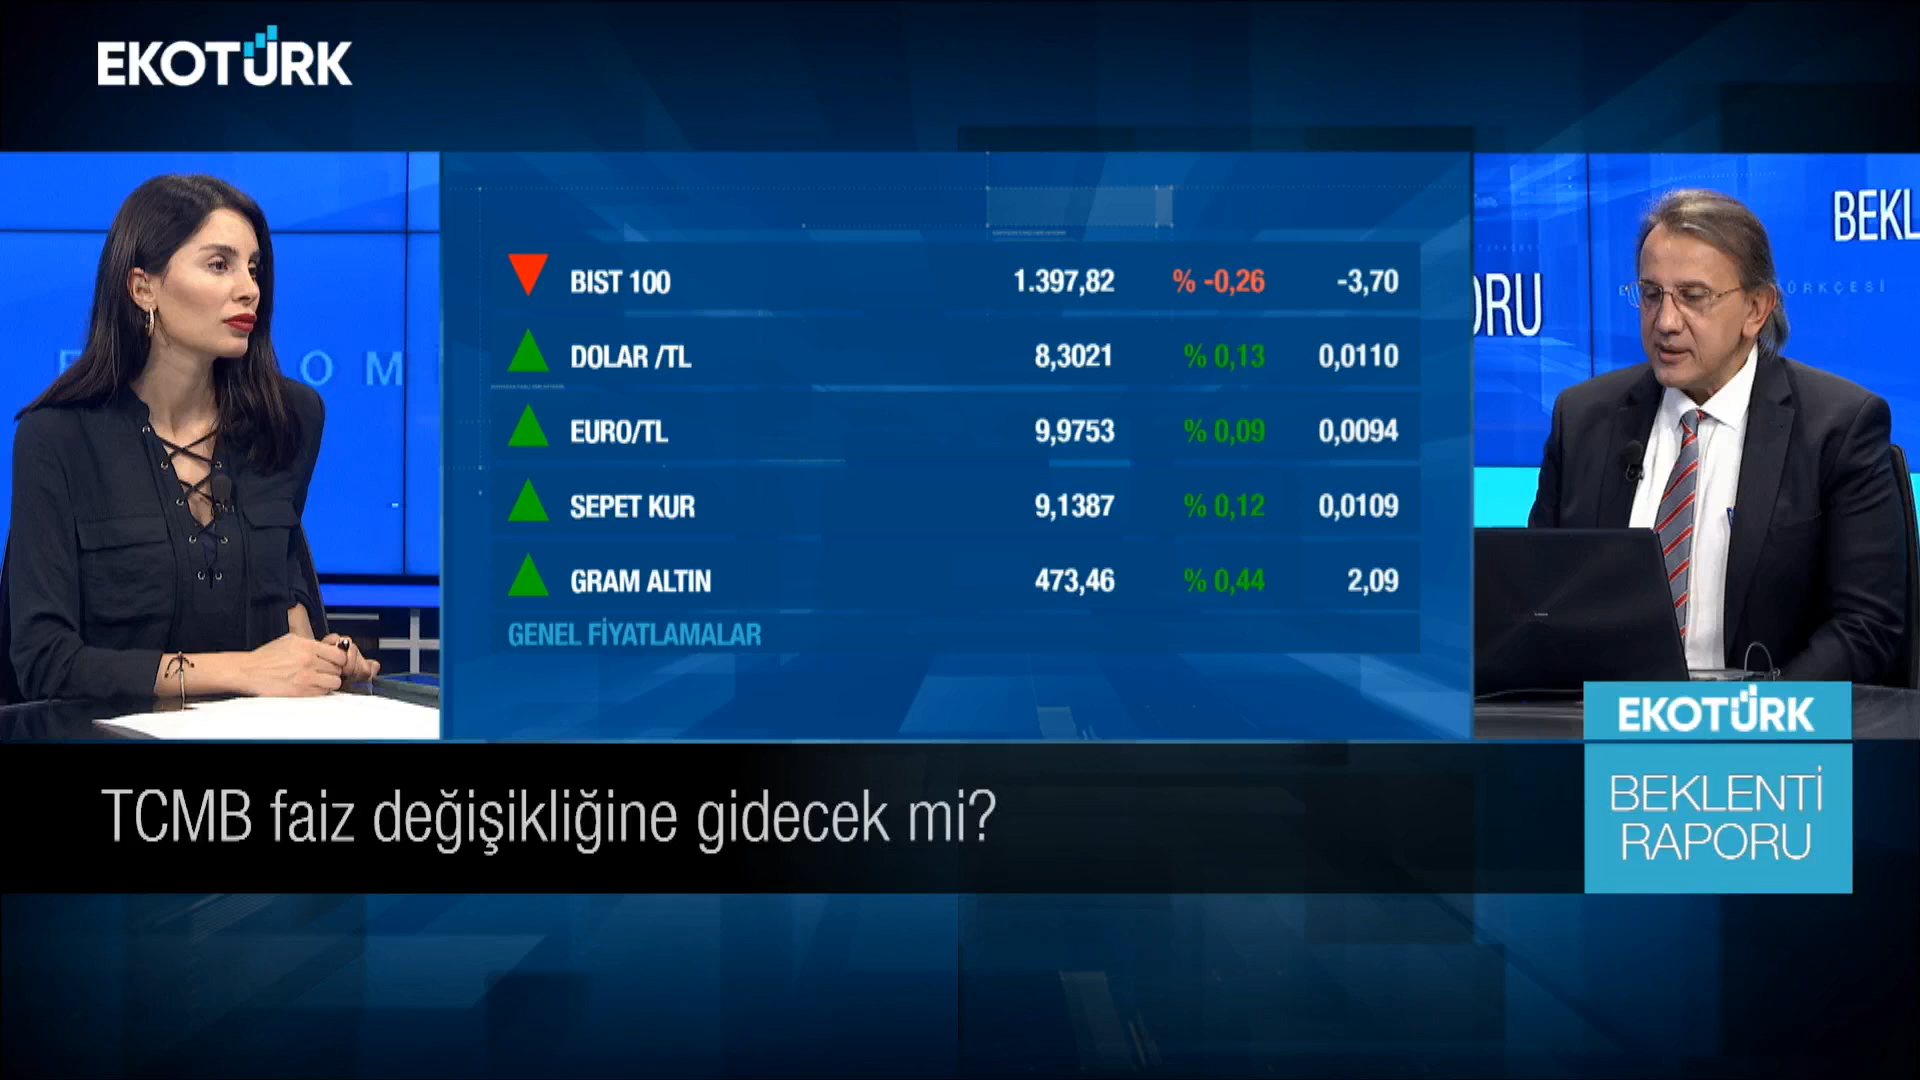 EKOTÜRK
BEKL
ORU
BIST 100 1.397,82 % -0,26 -3,70
DOLAR /TL 8,3021 % 0,13 0,0110
EURO/TL 9,9753 % 0,09 0,0094
SEPET KUR 9,1387 % 0,12 0,0109
GRAM ALTIN 473,46 % 0,44 2,09
GENEL FİYATLAMALAR
TCMB faiz değişikliğine gidecek mi?
EKOTÜRK
BEKLENTİ
RAPORU